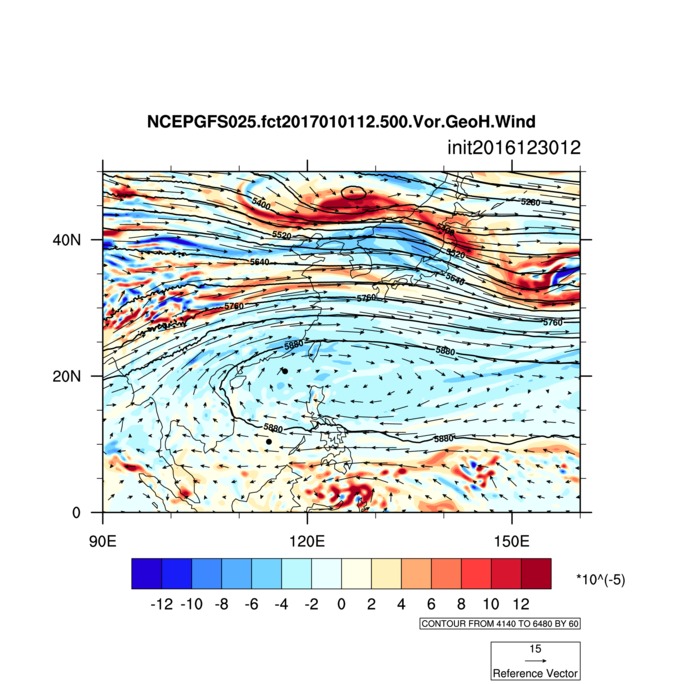 NCEPGFS025.fct2017010112.500.Vor.GeoH.Wind
init2016123012
5400
5260
5520
5520
5640
5640
5760
5760
5760
5880
5880
5880
5880
40N
20N
0
90E 120E 150E
-12 -10 -8 -6 -4 -2 0 2 4 6 8 10 12
*10^(-5)
CONTOUR FROM 4140 TO 6480 BY 60
15
Reference Vector